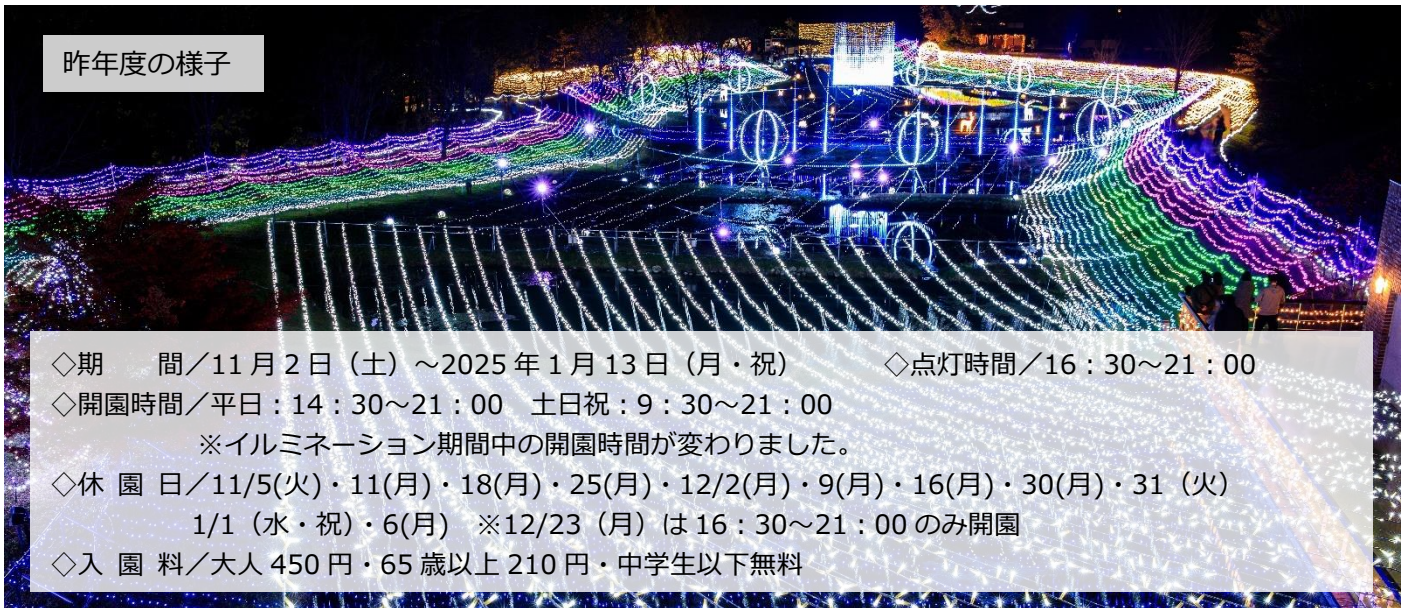 昨年度の様子
◇期　　間／11月2日（土）～2025年1月13日（月・祝）　　　◇点灯時間／16：30～21：00
◇開園時間／平日：14：30～21：00　土日祝：9：30～21：00
※イルミネーション期間中の開園時間が変わりました。
◇休 園 日／11/5(火)・11(月)・18(月)・25(月)・12/2(月)・9(月)・16(月)・30(月)・31（火）
1/1（水・祝）・6(月)　※12/23（月）は16：30～21：00のみ開園
◇入 園 料／大人450円・65歳以上210円・中学生以下無料